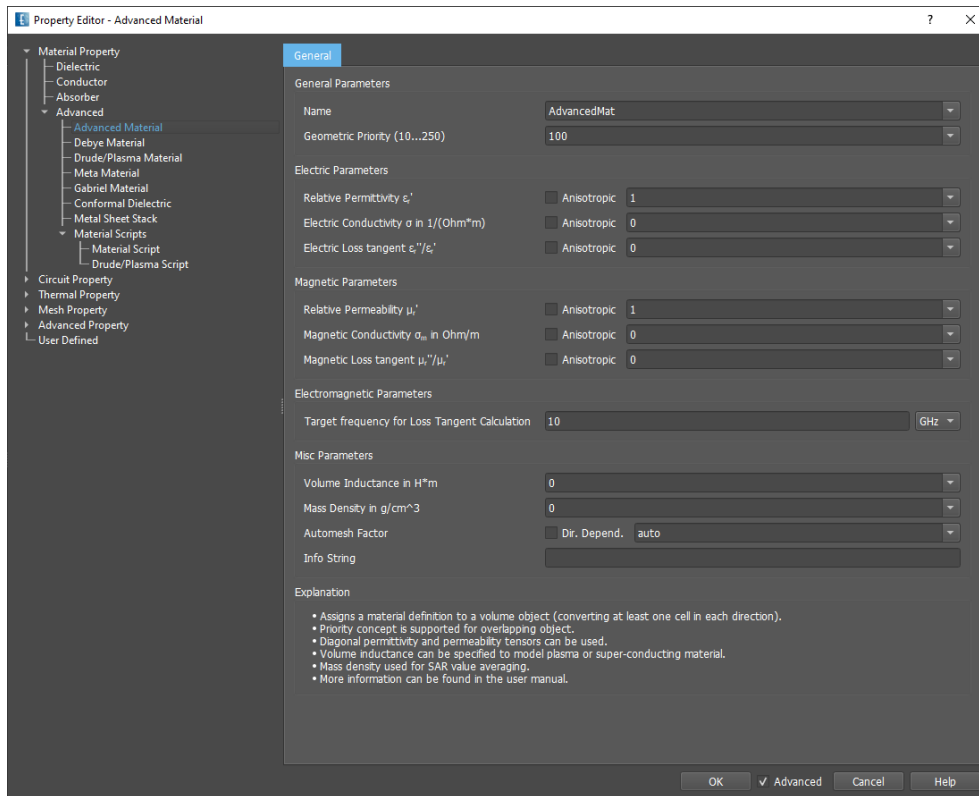 Property Editor - Advanced Material
?
Material Property
Dielectric
Conductor
Absorber
Advanced
Advanced Material
Debye Material
Drude/Plasma Material
Meta Material
Gabriel Material
Conformal Dielectric
Metal Sheet Stack
Material Scripts
Material Script
Drude/Plasma Script
Circuit Property
Thermal Property
Mesh Property
Advanced Property
User Defined
General
General Parameters
Name AdvancedMat
Geometric Priority (10...250) 100
Electric Parameters
Relative Permittivity εᵣ' Anisotropic 1
Electric Conductivity σ in 1/(Ohm*m) Anisotropic 0
Electric Loss tangent εᵣ''/εᵣ' Anisotropic 0
Magnetic Parameters
Relative Permeability μᵣ' Anisotropic 1
Magnetic Conductivity σₘ in Ohm/m Anisotropic 0
Magnetic Loss tangent μᵣ''/μᵣ' Anisotropic 0
Electromagnetic Parameters
Target frequency for Loss Tangent Calculation 10 GHz
Misc Parameters
Volume Inductance in H*m 0
Mass Density in g/cm^3 0
Automesh Factor Dir. Depend. auto
Info String
Explanation
• Assigns a material definition to a volume object (converting at least one cell in each direction).
• Priority concept is supported for overlapping object.
• Diagonal permittivity and permeability tensors can be used.
• Volume inductance can be specified to model plasma or super-conducting material.
• Mass density used for SAR value averaging.
• More information can be found in the user manual.
OK Advanced Cancel Help